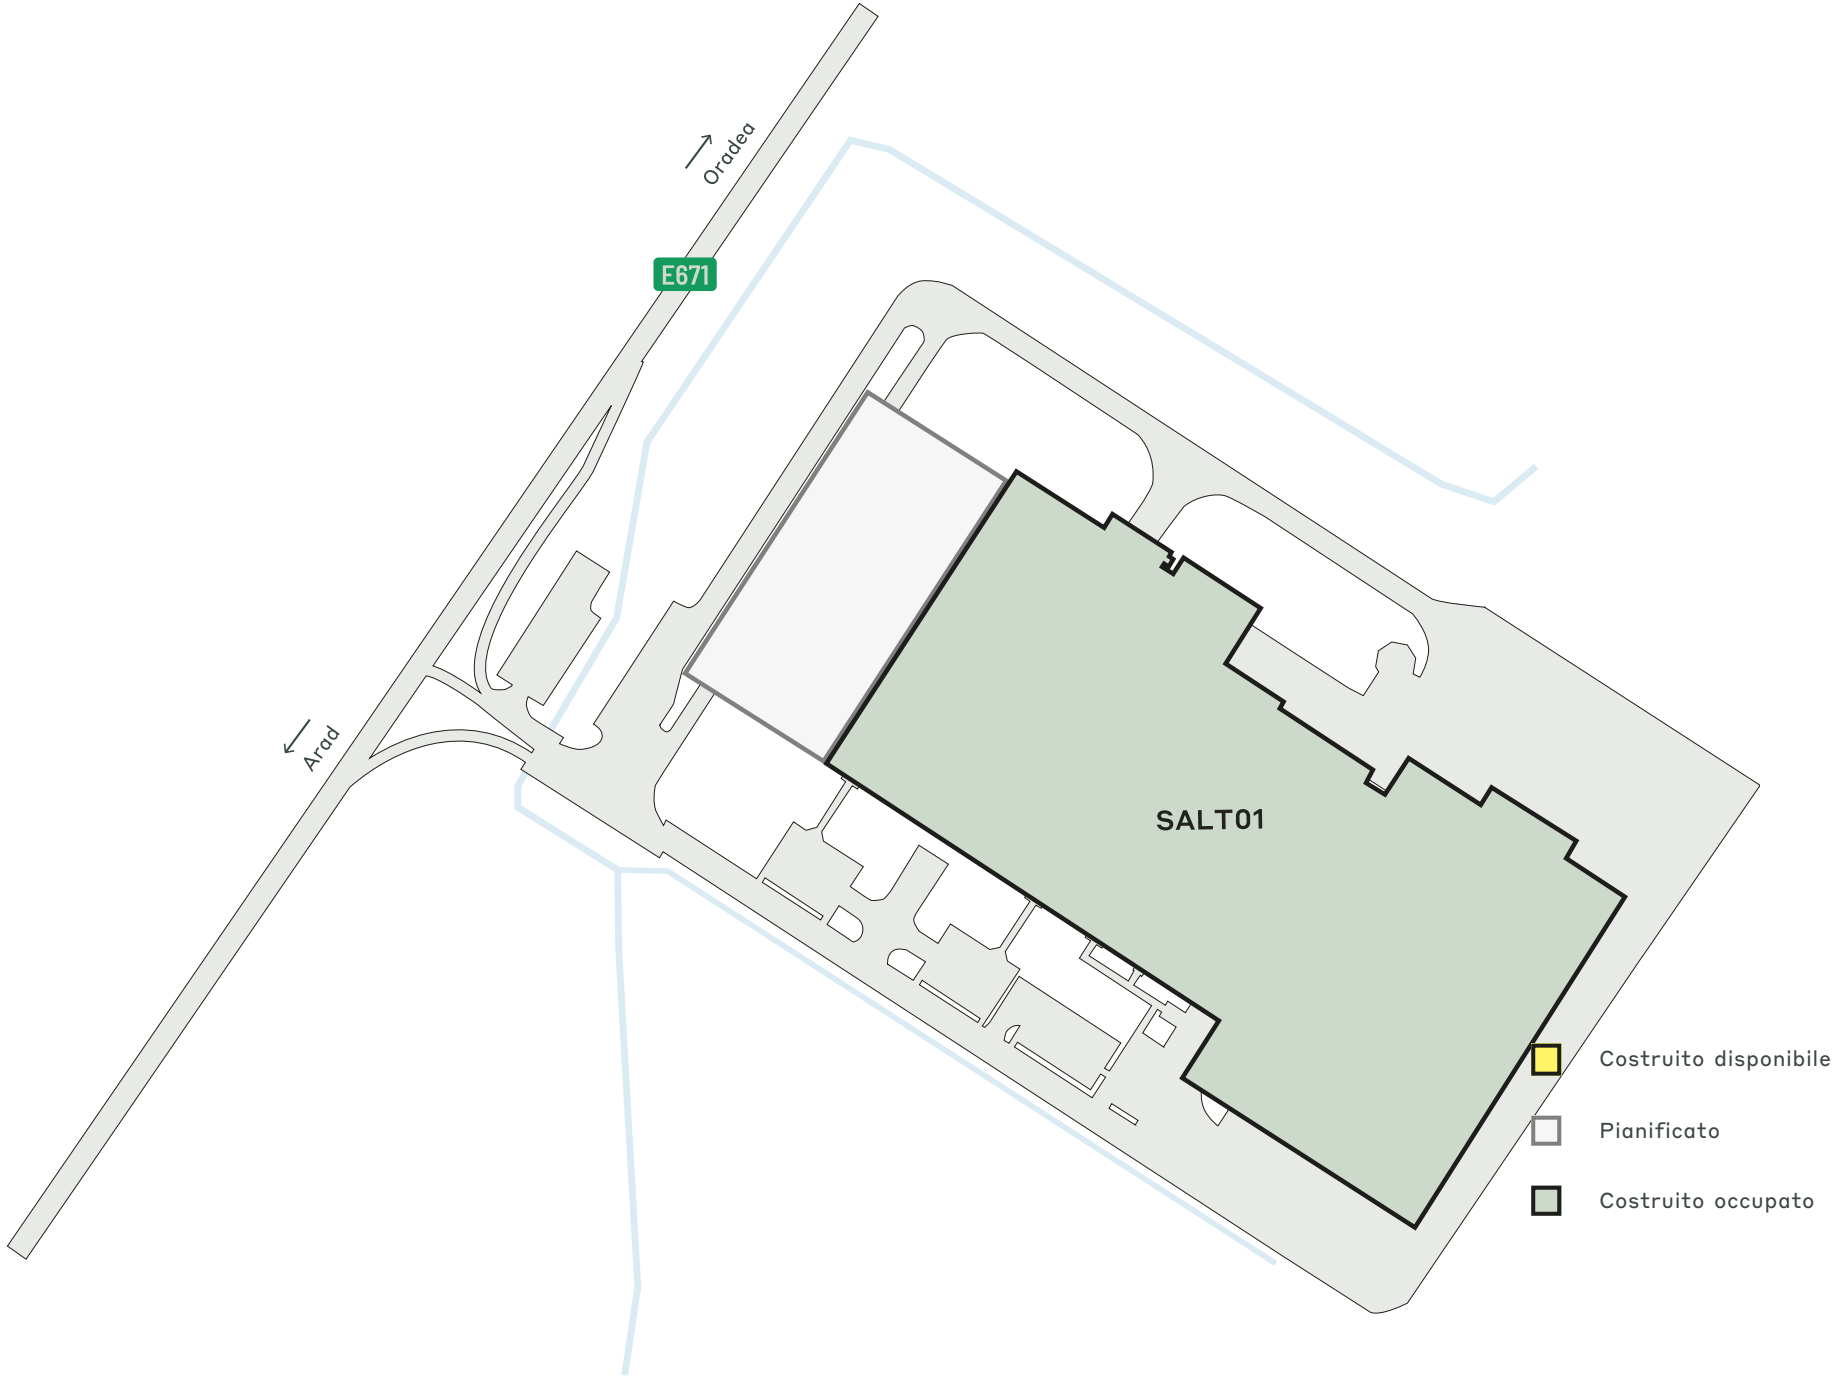 Oradea
E671
Arad
SALT01
Costruito disponibile
Pianificato
Costruito occupato